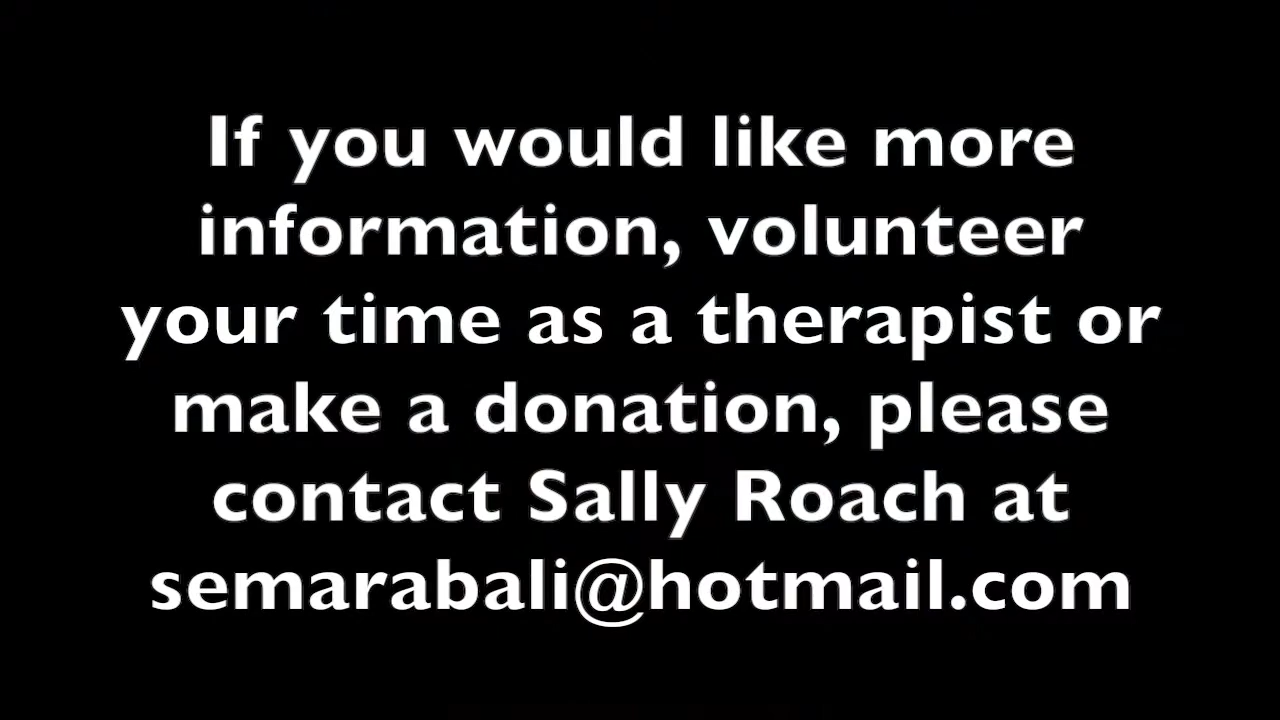 If you would like more
information, volunteer
your time as a therapist or
make a donation, please
contact Sally Roach at
semarabali@hotmail.com